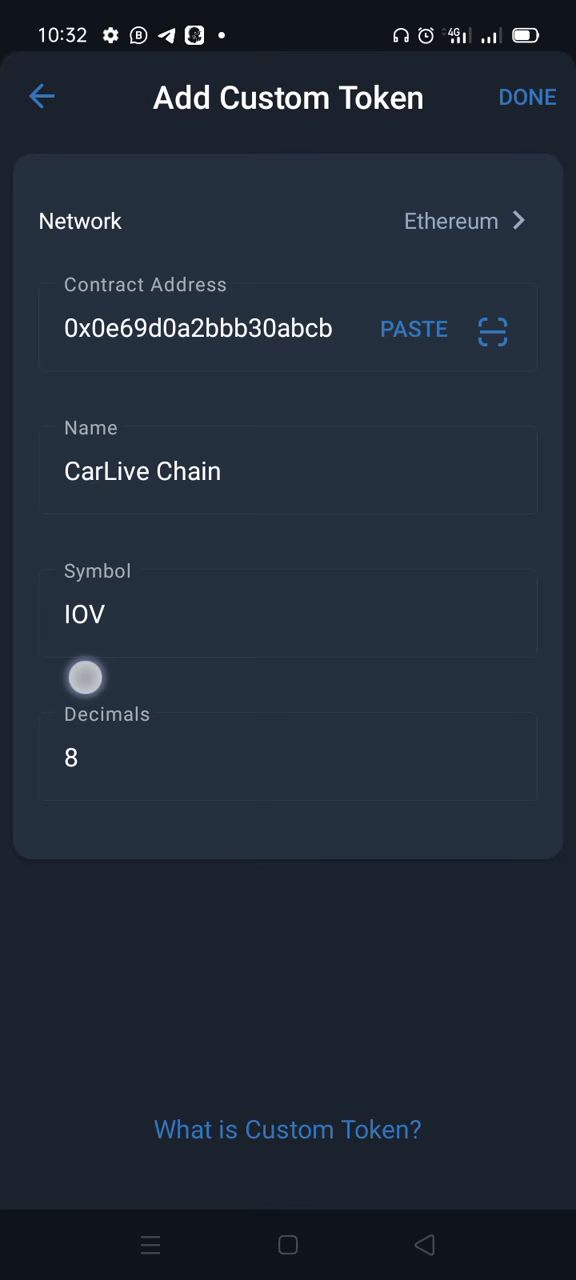 10:32
4G
Add Custom Token
DONE
Network
Ethereum
Contract Address
0x0e69d0a2bbb30abcb
PASTE
Name
CarLive Chain
Symbol
IOV
Decimals
8
What is Custom Token?